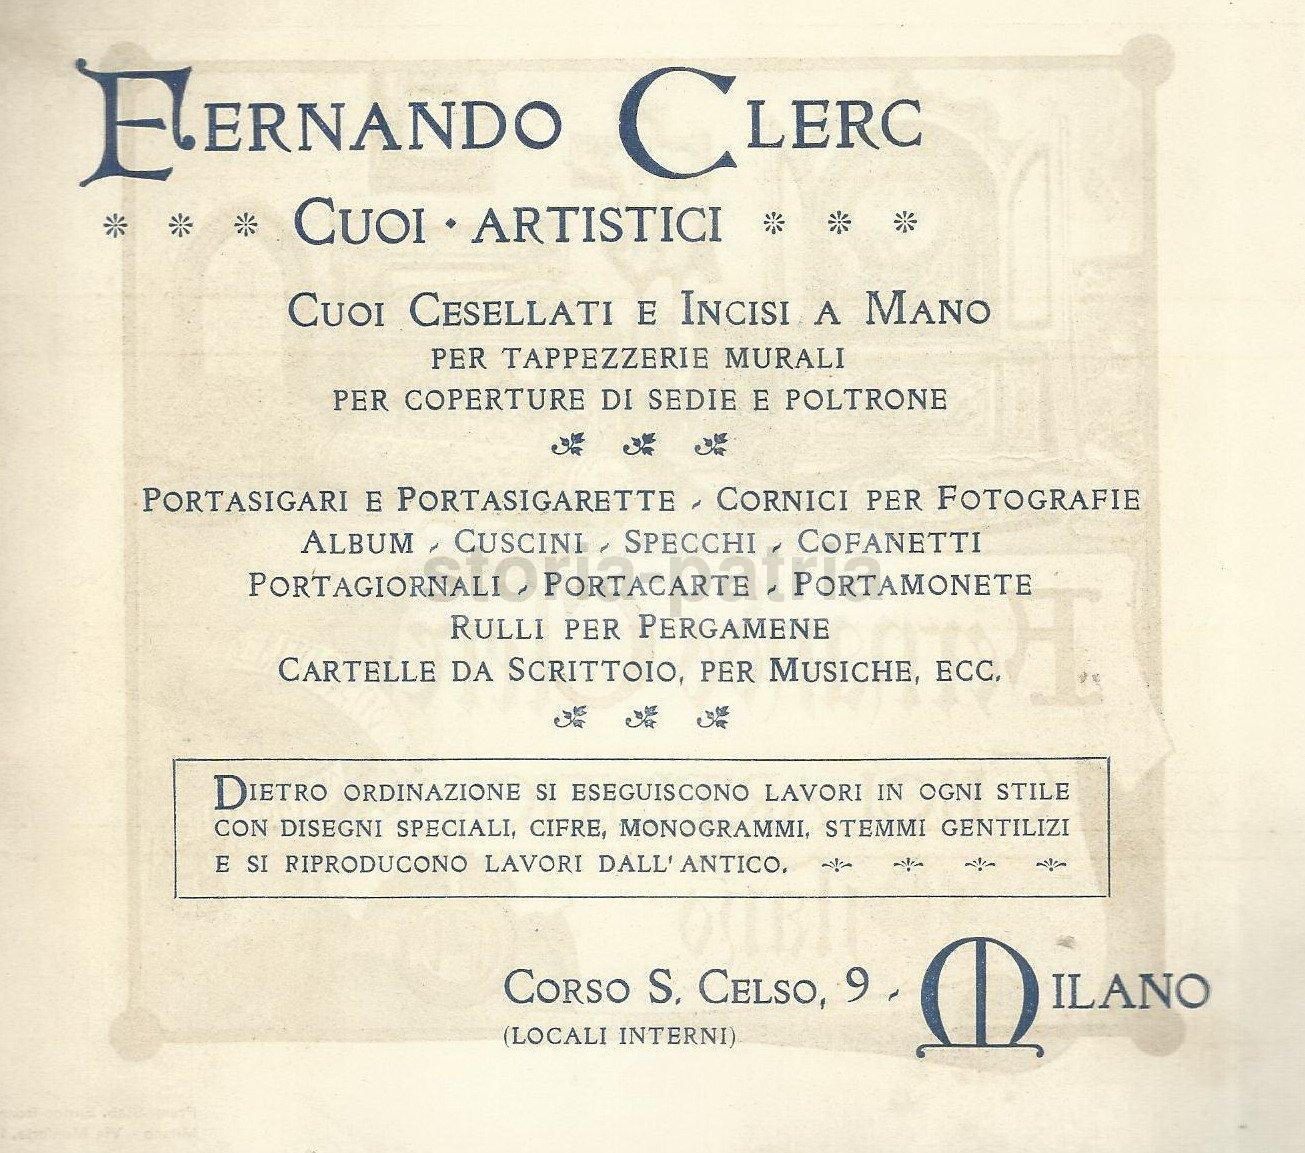 FERNANDO CLERC
CUOI · ARTISTICI
CUOI CESELLATI E INCISI A MANO
PER TAPPEZZERIE MURALI
PER COPERTURE DI SEDIE E POLTRONE
PORTASIGARI E PORTASIGARETTE - CORNICI PER FOTOGRAFIE
ALBUM - CUSCINI - SPECCHI - COFANETTI
storia-patria
PORTAGIORNALI - PORTACARTE - PORTAMONETE
RULLI PER PERGAMENE
CARTELLE DA SCRITTOIO, PER MUSICHE, ECC.
DIETRO ORDINAZIONE SI ESEGUISCONO LAVORI IN OGNI STILE
CON DISEGNI SPECIALI, CIFRE, MONOGRAMMI, STEMMI GENTILIZI
E SI RIPRODUCONO LAVORI DALL'ANTICO.
CORSO S. CELSO, 9 - MILANO
(LOCALI INTERNI)